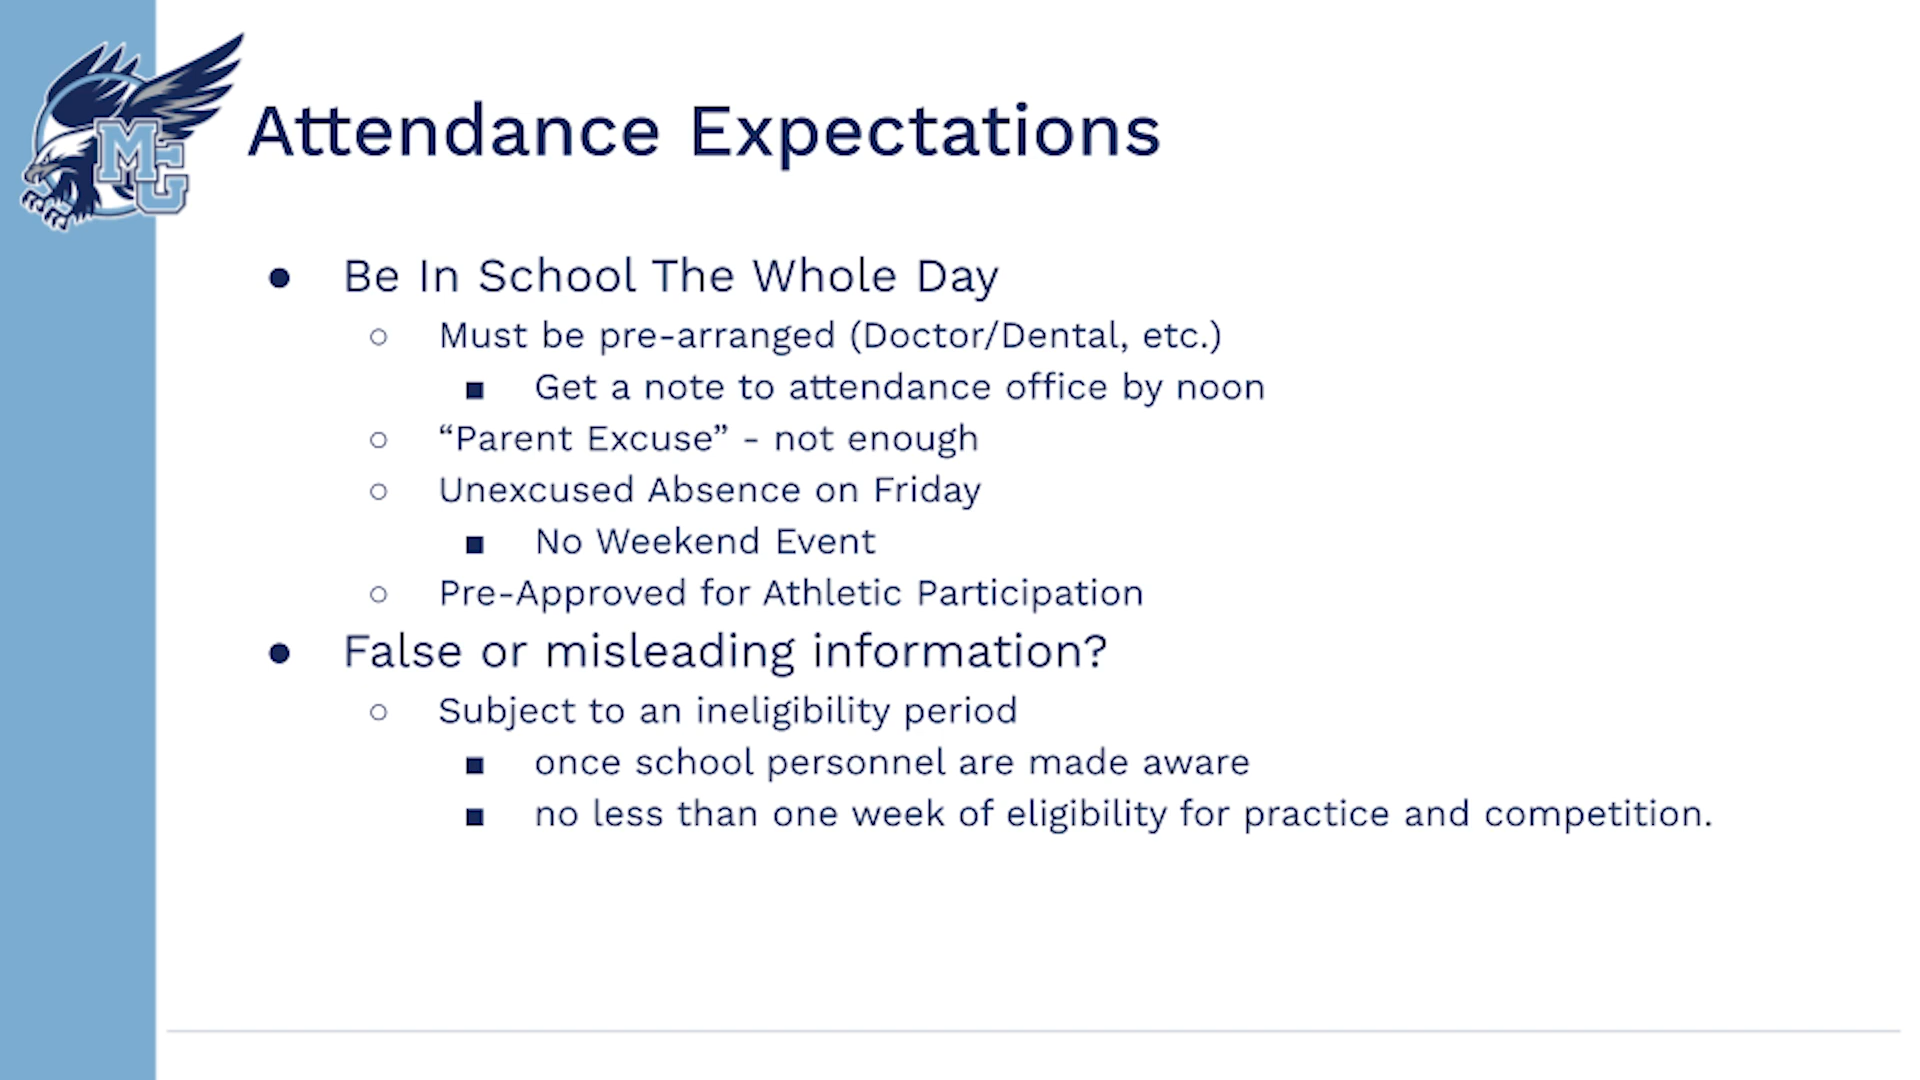 MG
Attendance Expectations
● Be In School The Whole Day
○ Must be pre-arranged (Doctor/Dental, etc.)
■ Get a note to attendance office by noon
○ “Parent Excuse” - not enough
○ Unexcused Absence on Friday
■ No Weekend Event
○ Pre-Approved for Athletic Participation
● False or misleading information?
○ Subject to an ineligibility period
■ once school personnel are made aware
■ no less than one week of eligibility for practice and competition.